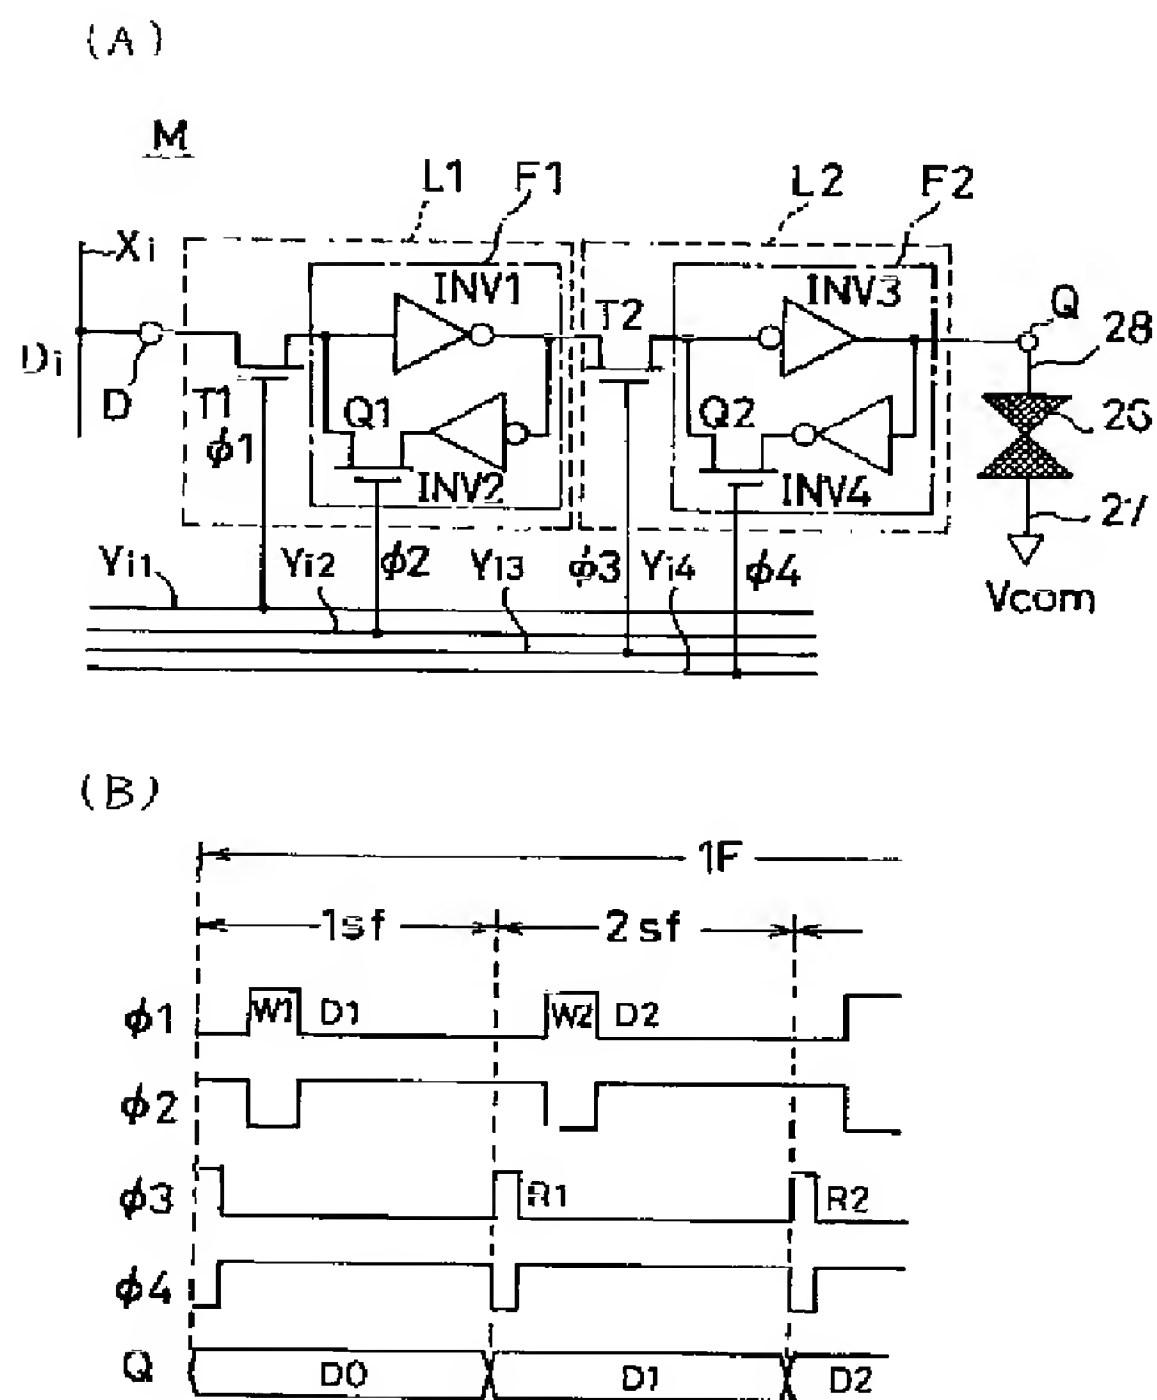 (A)
M
L1 F1 L2 F2
Xi
INV1 T2 INV3 Q 28
Di D T1 Q1 Q2 26
ϕ1 INV2 INV4 27
Yi1 Yi2 ϕ2 Yi3 ϕ3 Yi4 ϕ4 Vcom
(B)
1F
1sf 2sf
ϕ1 W1 D1 W2 D2
ϕ2
ϕ3 R1 R2
ϕ4
Q D0 D1 D2